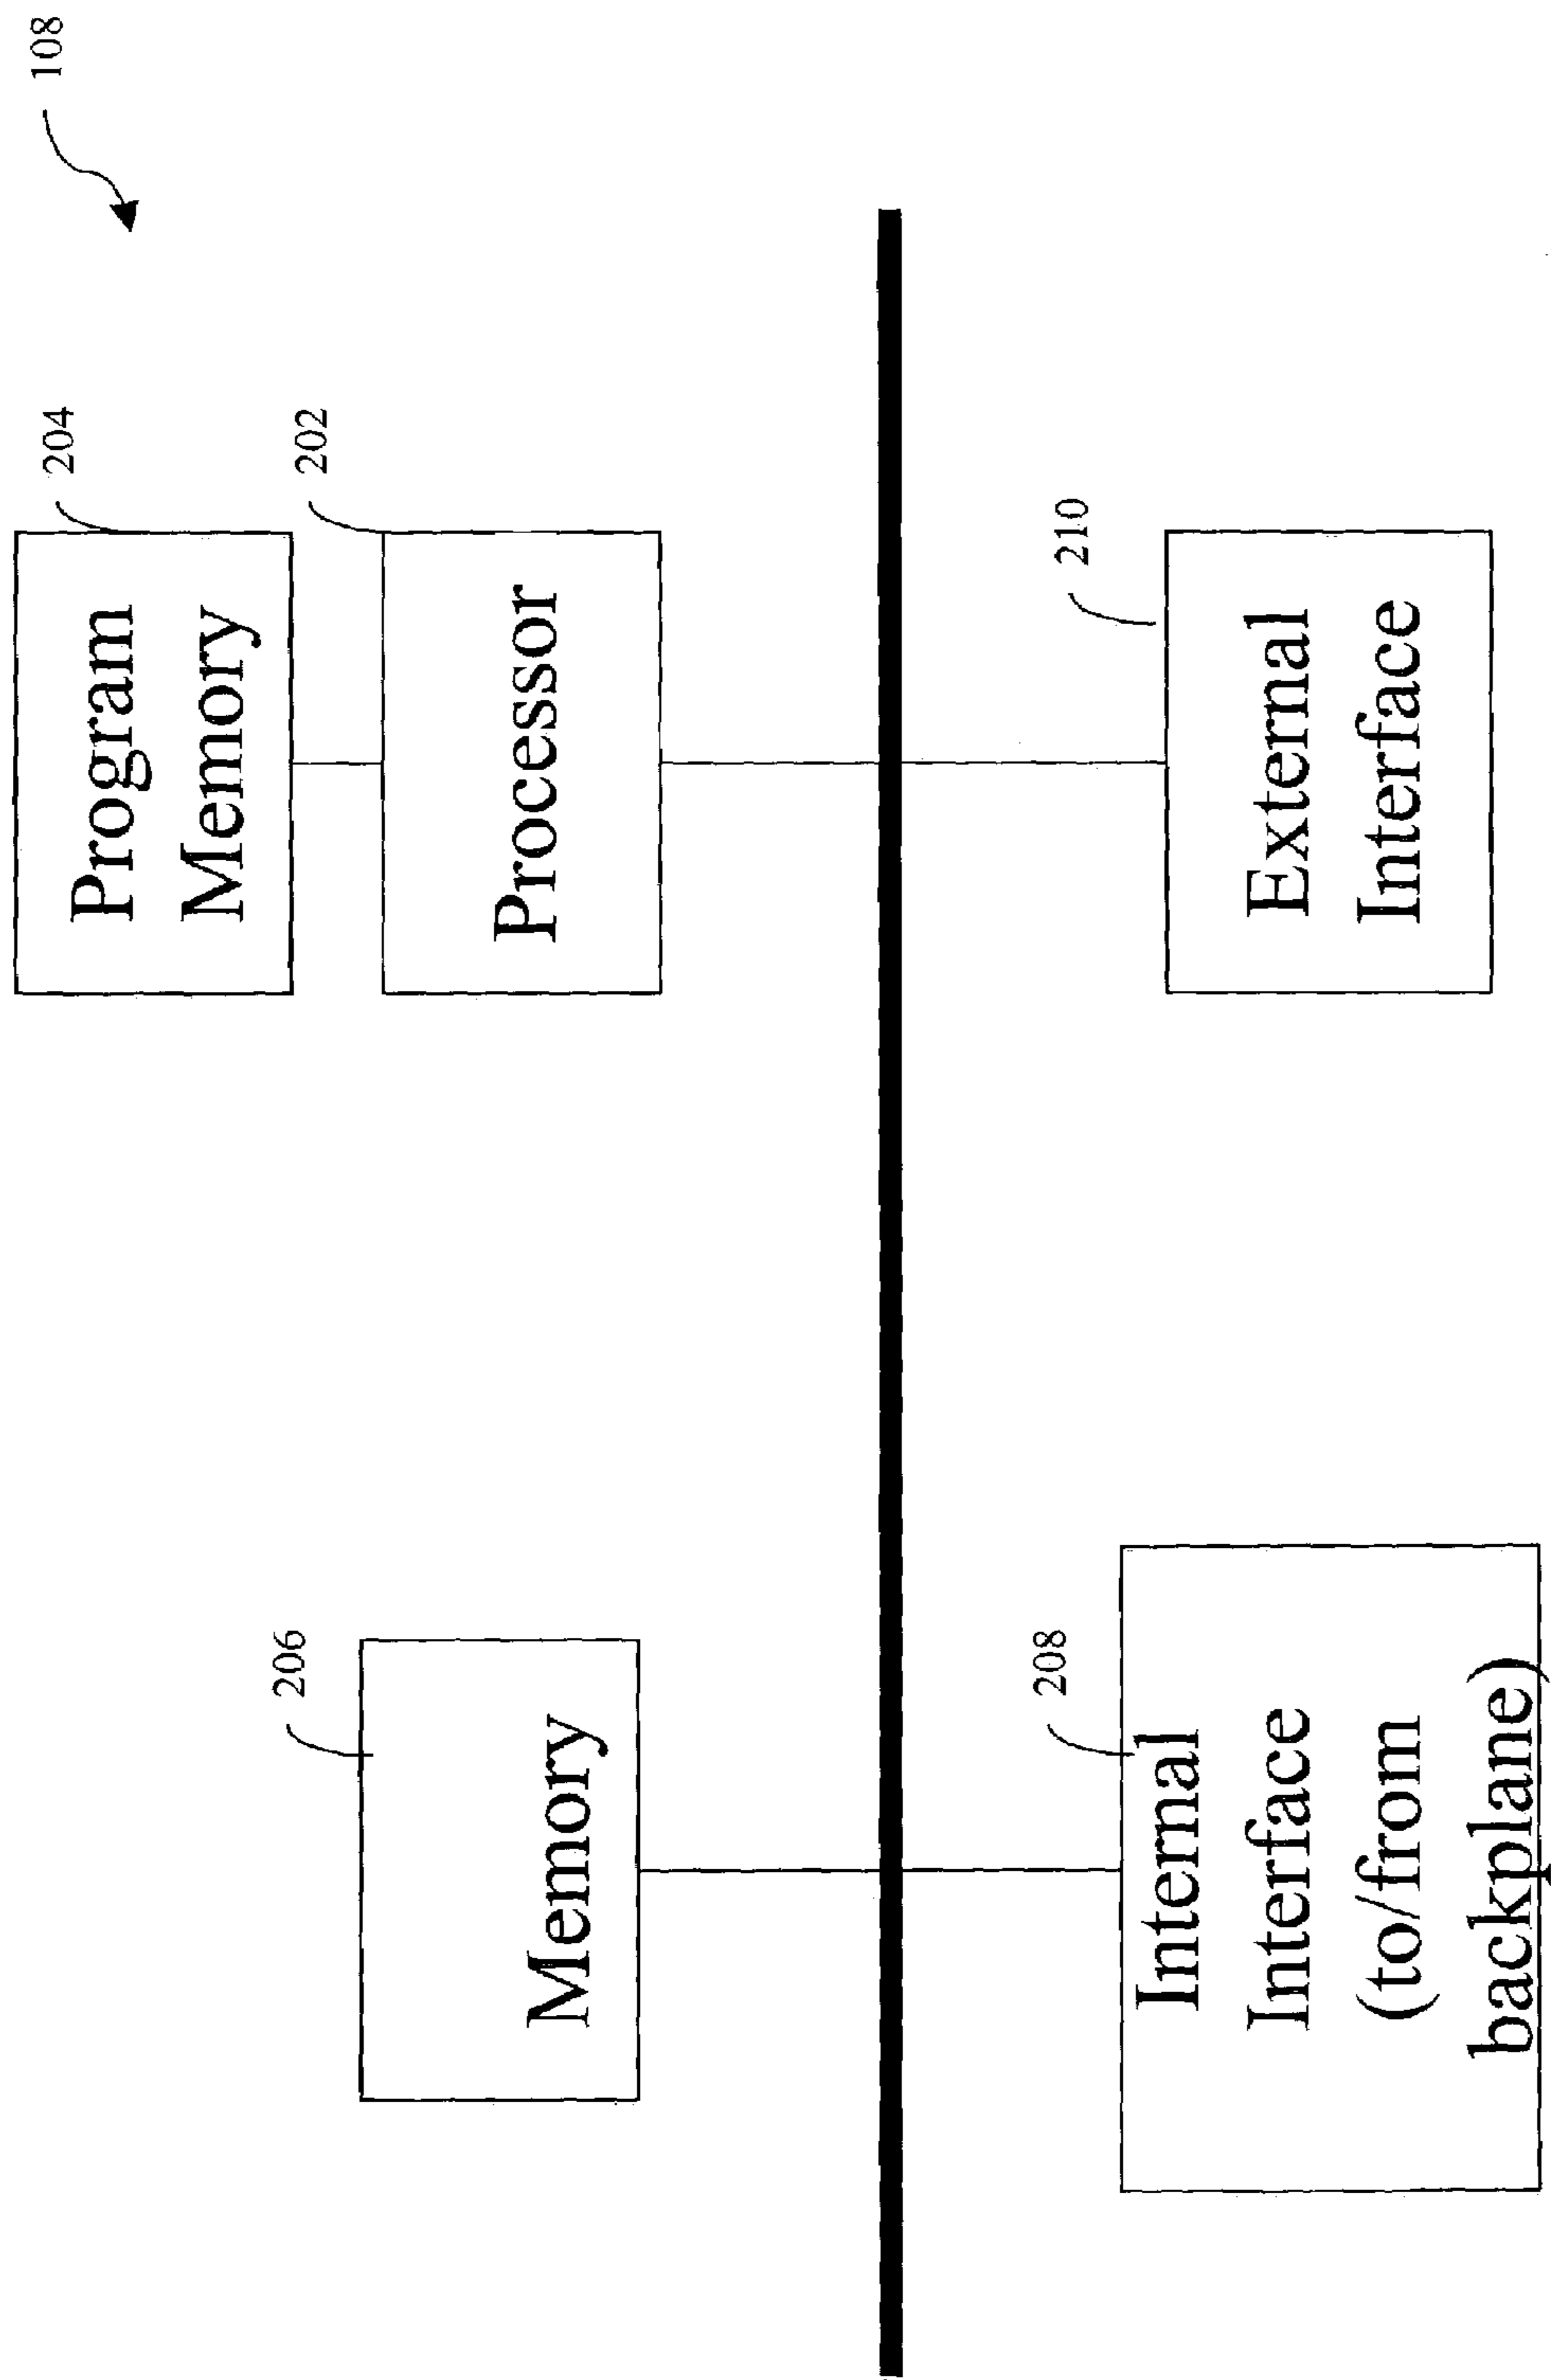 108
204
Program
Memory
202
Processor
206
Memory
210
External
Interface
208
Internal
Interface
(to/from
backplane)